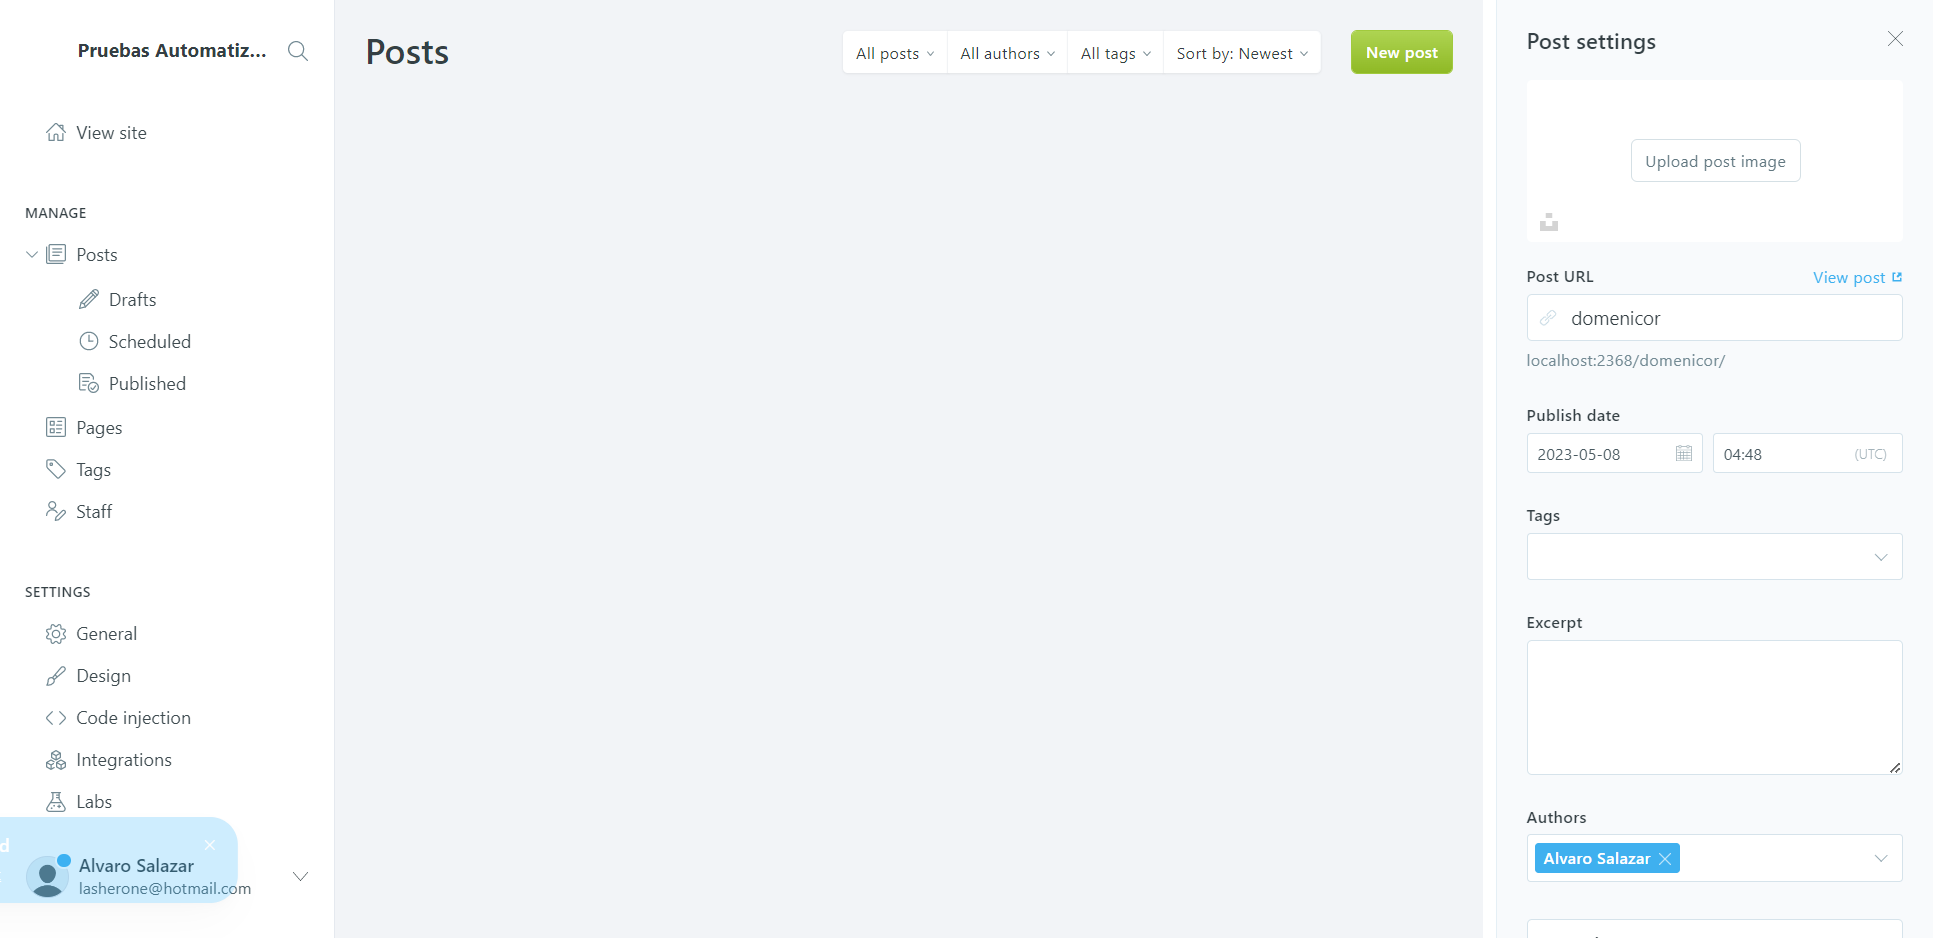 Pruebas Automatiz...
View site
MANAGE
Posts
Drafts
Scheduled
Published
Pages
Tags
Staff
SETTINGS
General
Design
Code injection
Integrations
Labs
d
Alvaro Salazar
lasherone@hotmail.com
Posts
All posts
All authors
All tags
Sort by: Newest
New post
Post settings
Upload post image
Post URL
View post
domenicor
localhost:2368/domenicor/
Publish date
2023-05-08
04:48
(UTC)
Tags
Excerpt
Authors
Alvaro Salazar